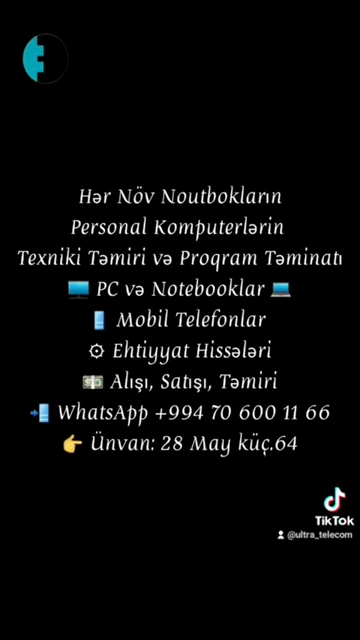 Hər Növ Noutbokların
Personal Komputerlərin
Texniki Təmiri və Proqram Təminatı
🖥️ PC və Notebooklar 💻
📱 Mobil Telefonlar
⚙ Ehtiyyat Hissələri
💵 Alışı, Satışı, Təmiri
📲 WhatsApp +994 70 600 11 66
👉 Ünvan: 28 May küç.64
TikTok
@ultra_telecom